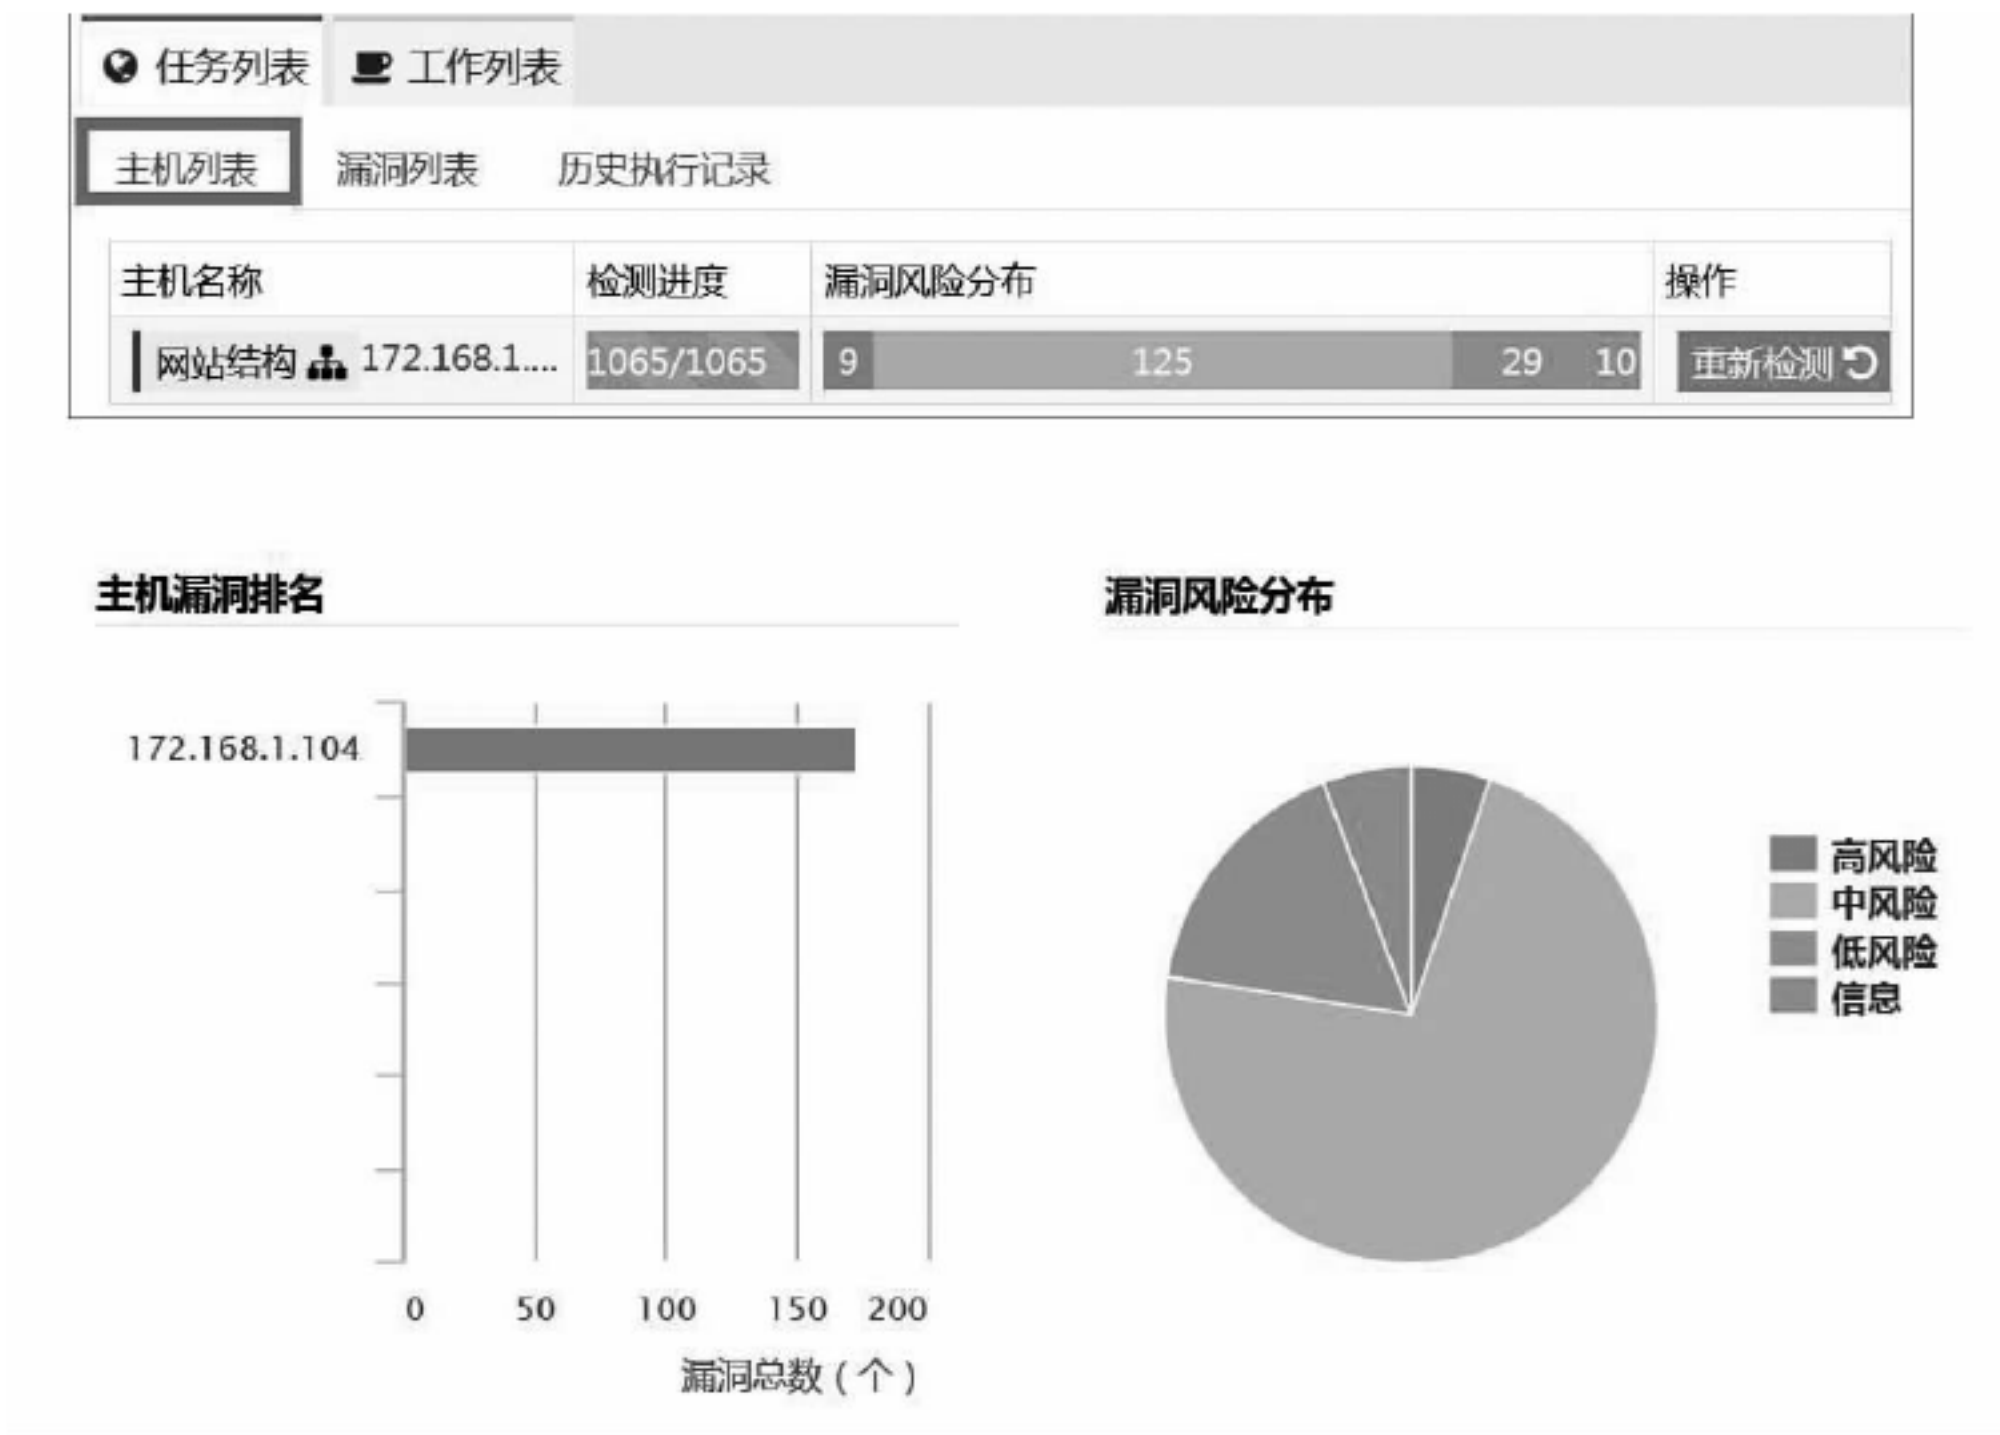 任务列表 工作列表
主机列表 漏洞列表 历史执行记录
主机名称 检测进度 漏洞风险分布 操作
网站结构 172.168.1.... 1065/1065 9 125 29 10 重新检测
主机漏洞排名
172.168.1.104
0 50 100 150 200
漏洞总数（个）
漏洞风险分布
高风险
中风险
低风险
信息